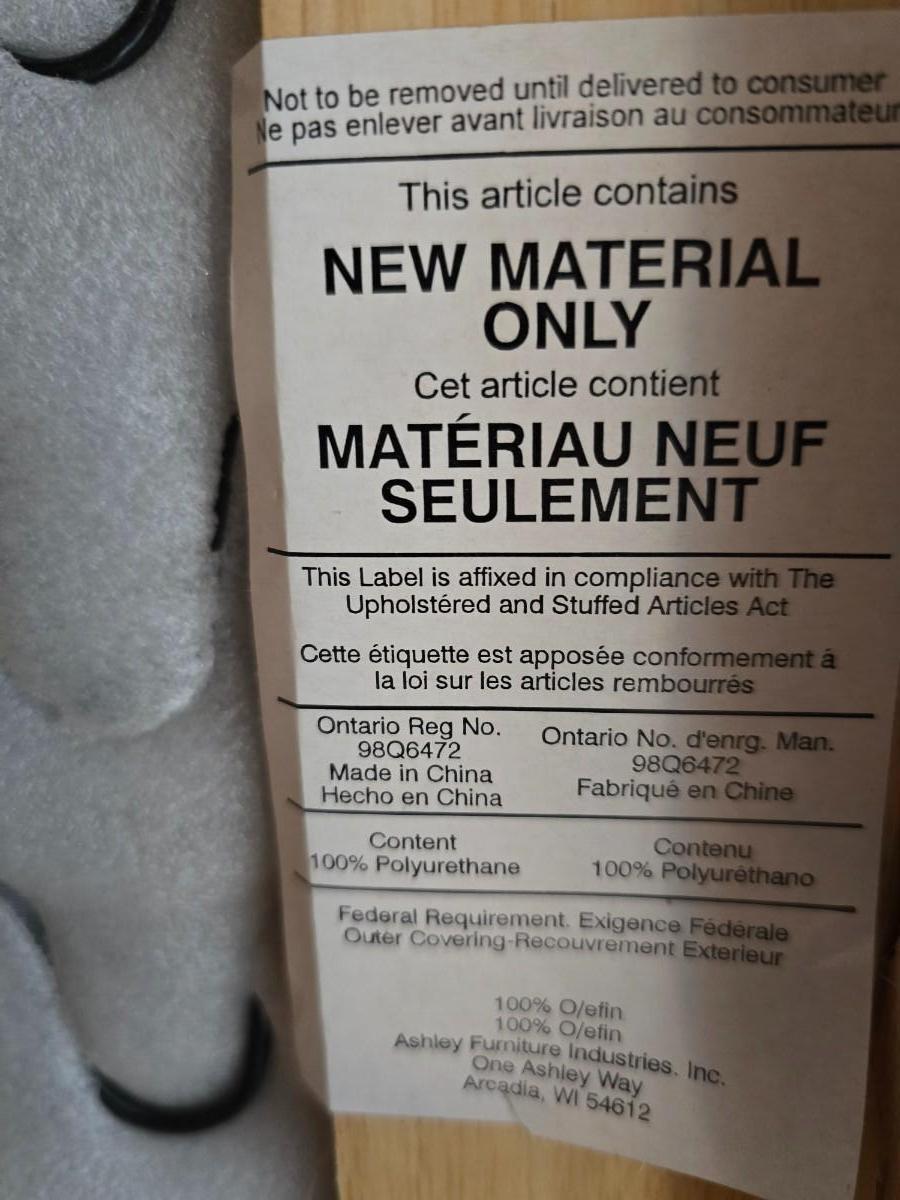 Not to be removed until delivered to consumer
Ne pas enlever avant livraison au consommateur
This article contains
NEW MATERIAL
ONLY
Cet article contient
MATÉRIAU NEUF
SEULEMENT
This Label is affixed in compliance with The
Upholstéred and Stuffed Articles Act
Cette étiquette est apposée conformement á
la loi sur les articles rembourrés
Ontario Reg No.
98Q6472
Made in China
Hecho en China
Ontario No. d'enrg. Man.
98Q6472
Fabriqué en Chine
Content
100% Polyurethane
Contenu
100% Polyuréthano
Federal Requirement. Exigence Fédérale
Outer Covering-Recouvrement Exterieur
100% O/efin
100% O/efin
Ashley Furniture Industries. Inc.
One Ashley Way
Arcadia, WI 54612